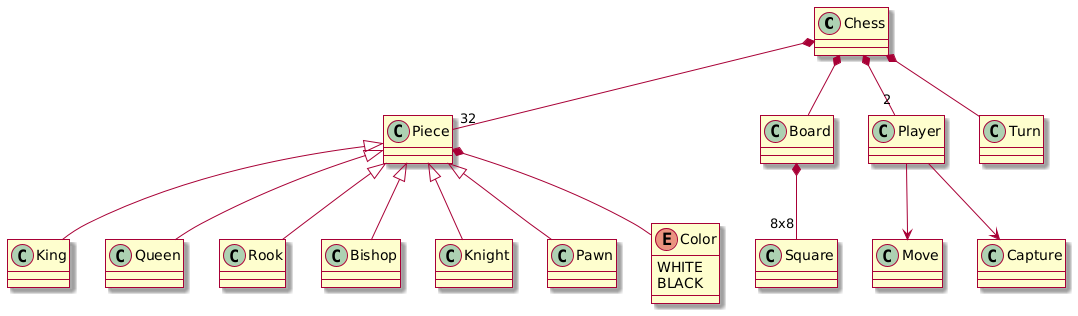 C Chess
32
2
C Piece
C Board
C Player
C Turn
8x8
C King
C Queen
C Rook
C Bishop
C Knight
C Pawn
E Color
WHITE
BLACK
C Square
C Move
C Capture